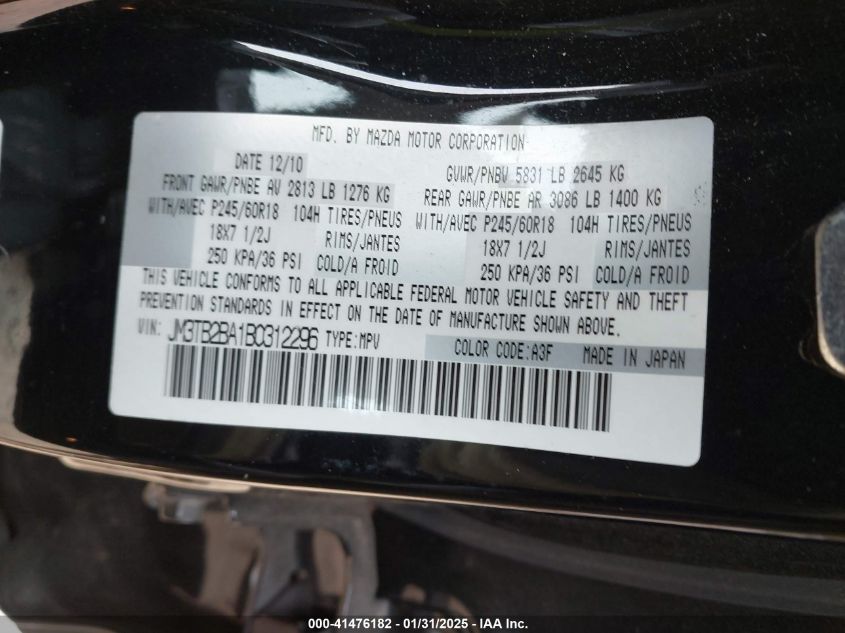 MFD. BY MAZDA MOTOR CORPORATION
DATE 12/10 GVWR/PNBV 5831 LB 2645 KG
FRONT GAWR/PNBE AV 2813 LB 1276 KG REAR GAWR/PNBE AR 3086 LB 1400 KG
WITH/AVEC P245/60R18 104H TIRES/PNEUS WITH/AVEC P245/60R18 104H TIRES/PNEUS
18X7 1/2J RIMS/JANTES 18X7 1/2J RIMS/JANTES
250 KPA/36 PSI COLD/A FROID 250 KPA/36 PSI COLD/A FROID
THIS VEHICLE CONFORMS TO ALL APPLICABLE FEDERAL MOTOR VEHICLE SAFETY AND THEFT
PREVENTION STANDARDS IN EFFECT ON THE DATE OF MANUFACTURE SHOWN ABOVE.
VIN: JM3TB2BA1B0312296 TYPE:MPV COLOR CODE:A3F MADE IN JAPAN
000-41476182 - 01/31/2025 - IAA Inc.